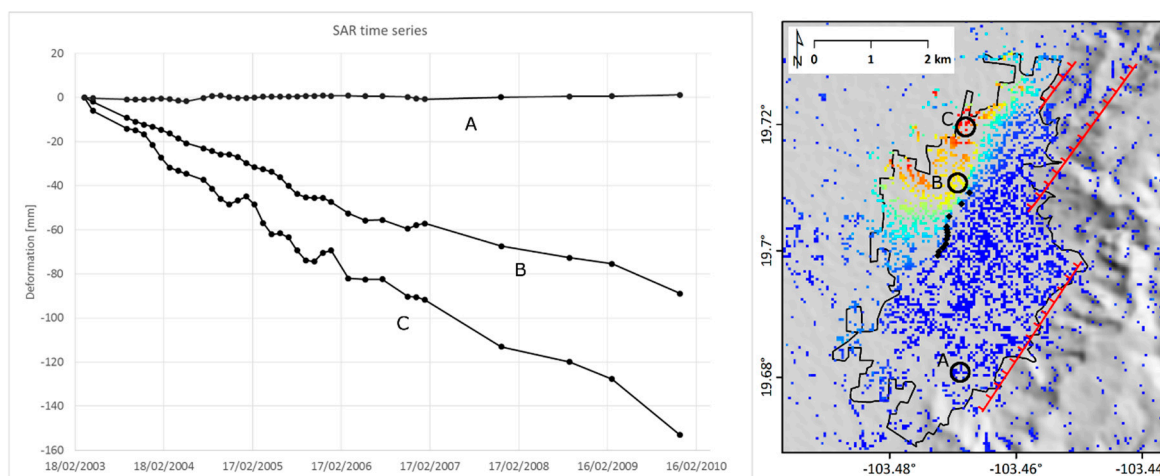 SAR time series
20
0
-20
-40
-60
-80
-100
-120
-140
-160
Deformation [mm]
A
B
C
18/02/2003 18/02/2004 17/02/2005 17/02/2006 17/02/2007 17/02/2008 16/02/2009 16/02/2010
N
0 1 2 km
C
B
A
19.72°
19.7°
19.68°
-103.48° -103.46° -103.44